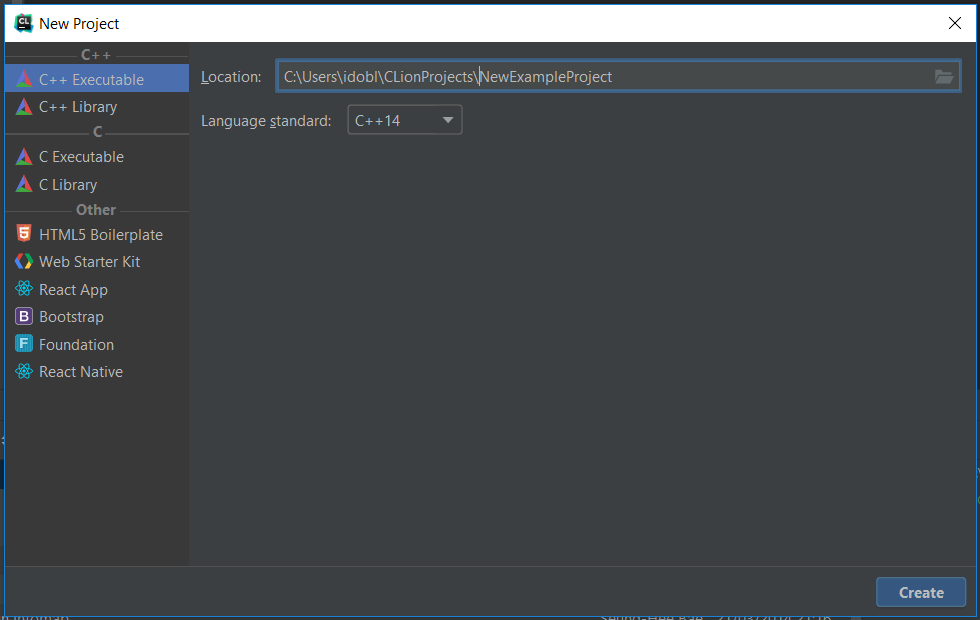 New Project
C++
C++ Executable
C++ Library
C
C Executable
C Library
Other
HTML5 Boilerplate
Web Starter Kit
React App
Bootstrap
Foundation
React Native
Location: C:\Users\idobl\CLionProjects\NewExampleProject
Language standard: C++14
Create